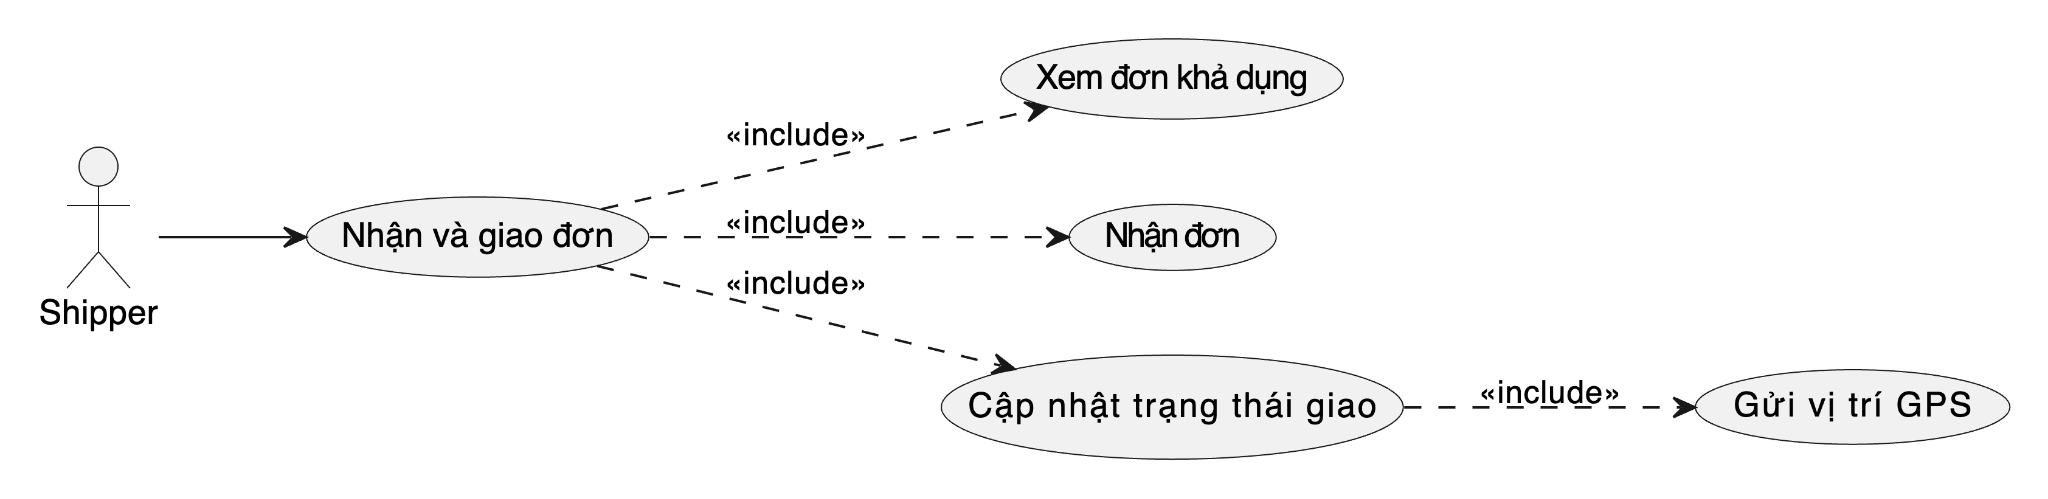 Xem đơn khả dụng
«include»
Nhận và giao đơn
«include»
Nhận đơn
«include»
Shipper
Cập nhật trạng thái giao
«include»
Gửi vị trí GPS